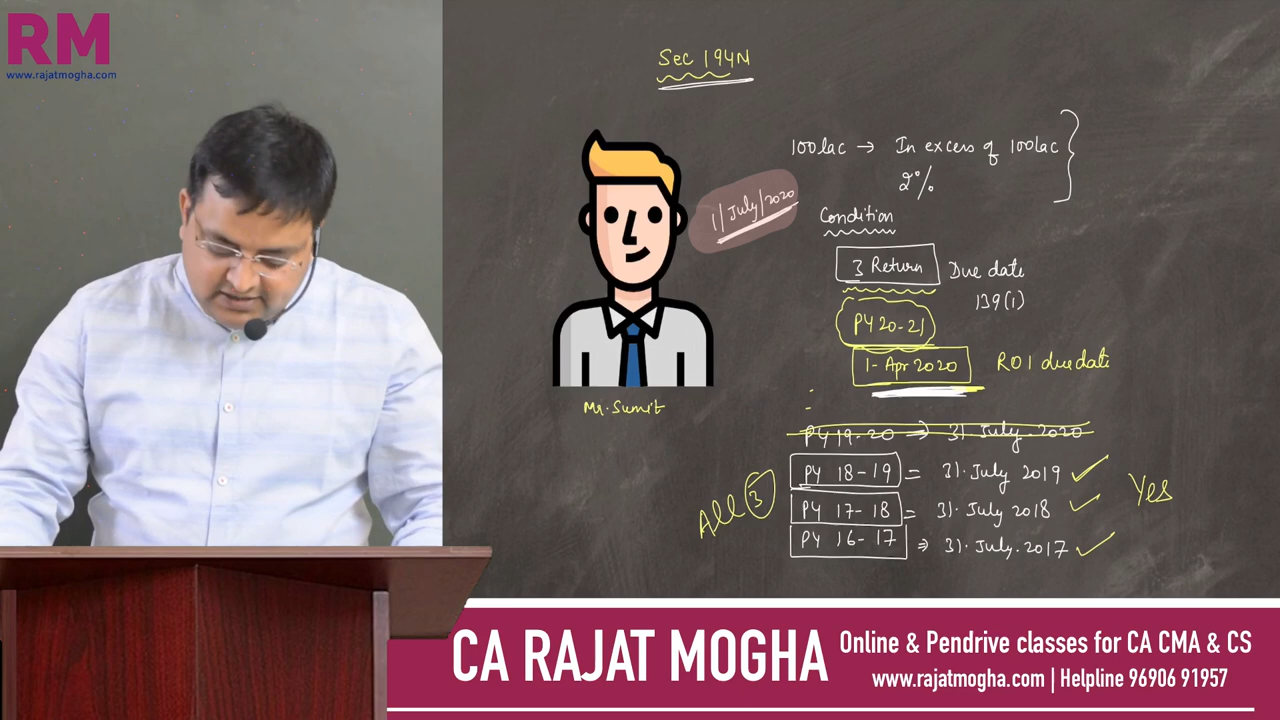 RM
www.rajatmogha.com
Sec 194N
100lac → In excess of 100lac
2%
1/July/2020
Condition
3 Return Due date
139(1)
PY 20-21
1-Apr 2020 ROI due date
Mr. Sumit
PY 19-20 ⇒ 31 July. 2020
PY 18-19 = 31. July 2019 ✓
PY 17-18 = 31. July 2018 ✓
PY 16-17 ⇒ 31. July. 2017 ✓
All 3
Yes
CA RAJAT MOGHA
Online & Pendrive classes for CA CMA & CS
www.rajatmogha.com | Helpline 96906 91957